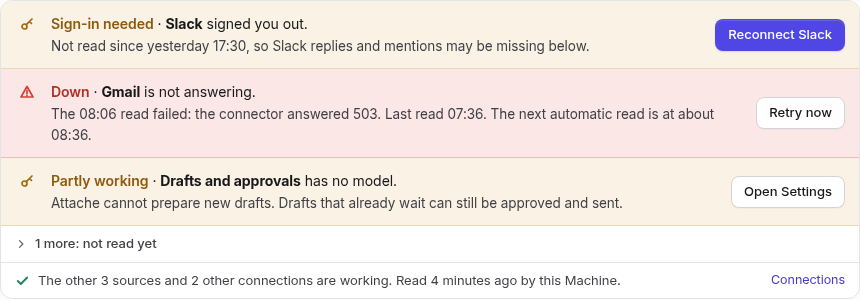 Sign-in needed · Slack signed you out.
Not read since yesterday 17:30, so Slack replies and mentions may be missing below.
Reconnect Slack
Down · Gmail is not answering.
The 08:06 read failed: the connector answered 503. Last read 07:36. The next automatic read is at about
08:36.
Retry now
Partly working · Drafts and approvals has no model.
Attache cannot prepare new drafts. Drafts that already wait can still be approved and sent.
Open Settings
1 more: not read yet
The other 3 sources and 2 other connections are working. Read 4 minutes ago by this Machine.
Connections